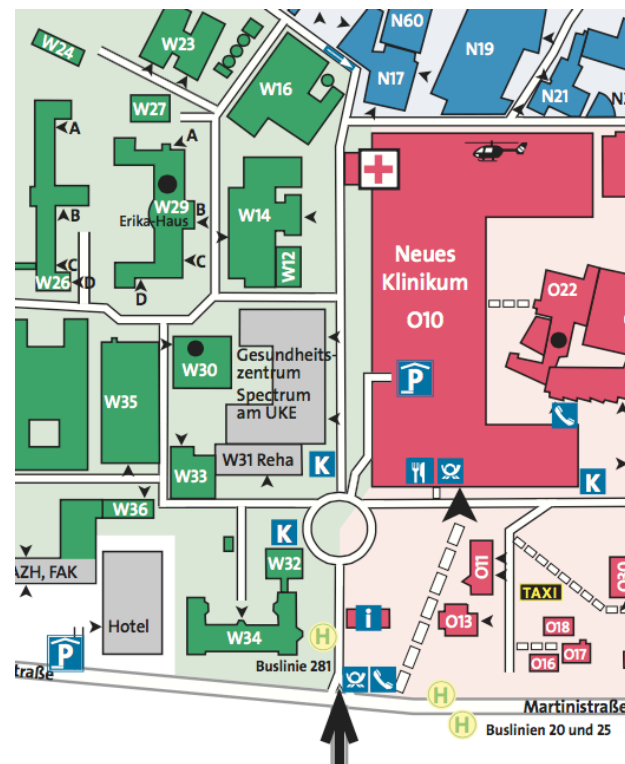 N60
W23
W24
N19
N17
W16
N21
W27
A
A
W29
B
Erika-Haus
B
W14
C
C
W12
D
W26
D
Neues
Klinikum
O10
O22
W30
Gesundheits-
zentrum
Spectrum
am UKE
P
W35
W31 Reha
K
W33
K
W36
K
W32
O11
AZH, FAK
TAXI
O30
Hotel
i
O13
O18
W34
H
O17
O16
P
Buslinie 281
traße
H
Martinistraße
H
Buslinien 20 und 25